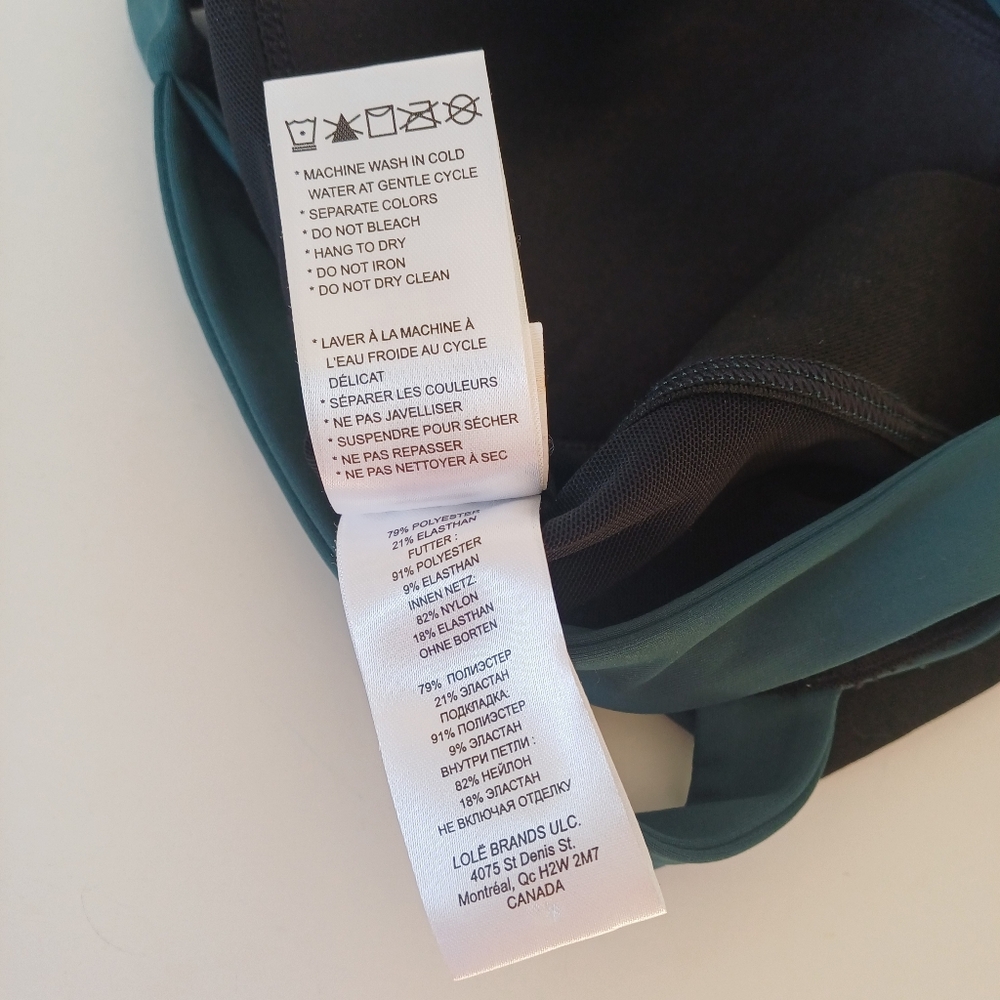 * MACHINE WASH IN COLD
WATER AT GENTLE CYCLE
* SEPARATE COLORS
* DO NOT BLEACH
* HANG TO DRY
* DO NOT IRON
* DO NOT DRY CLEAN
* LAVER À LA MACHINE À
L'EAU FROIDE AU CYCLE
DÉLICAT
* SÉPARER LES COULEURS
* NE PAS JAVELLISER
* SUSPENDRE POUR SÉCHER
* NE PAS REPASSER
* NE PAS NETTOYER À SEC
79% POLYESTER
21% ELASTHAN
FUTTER :
91% POLYESTER
9% ELASTHAN
INNEN NETZ:
82% NYLON
18% ELASTHAN
OHNE BORTEN
79% ПОЛИЭСТЕР
21% ЭЛАСТАН
ПОДКЛАДКА:
91% ПОЛИЭСТЕР
9% ЭЛАСТАН
ВНУТРИ ПЕТЛИ :
82% НЕЙЛОН
18% ЭЛАСТАН
НЕ ВКЛЮЧАЯ ОТДЕЛКУ
LOLË BRANDS ULC.
4075 St Denis St.
Montréal, Qc H2W 2M7
CANADA